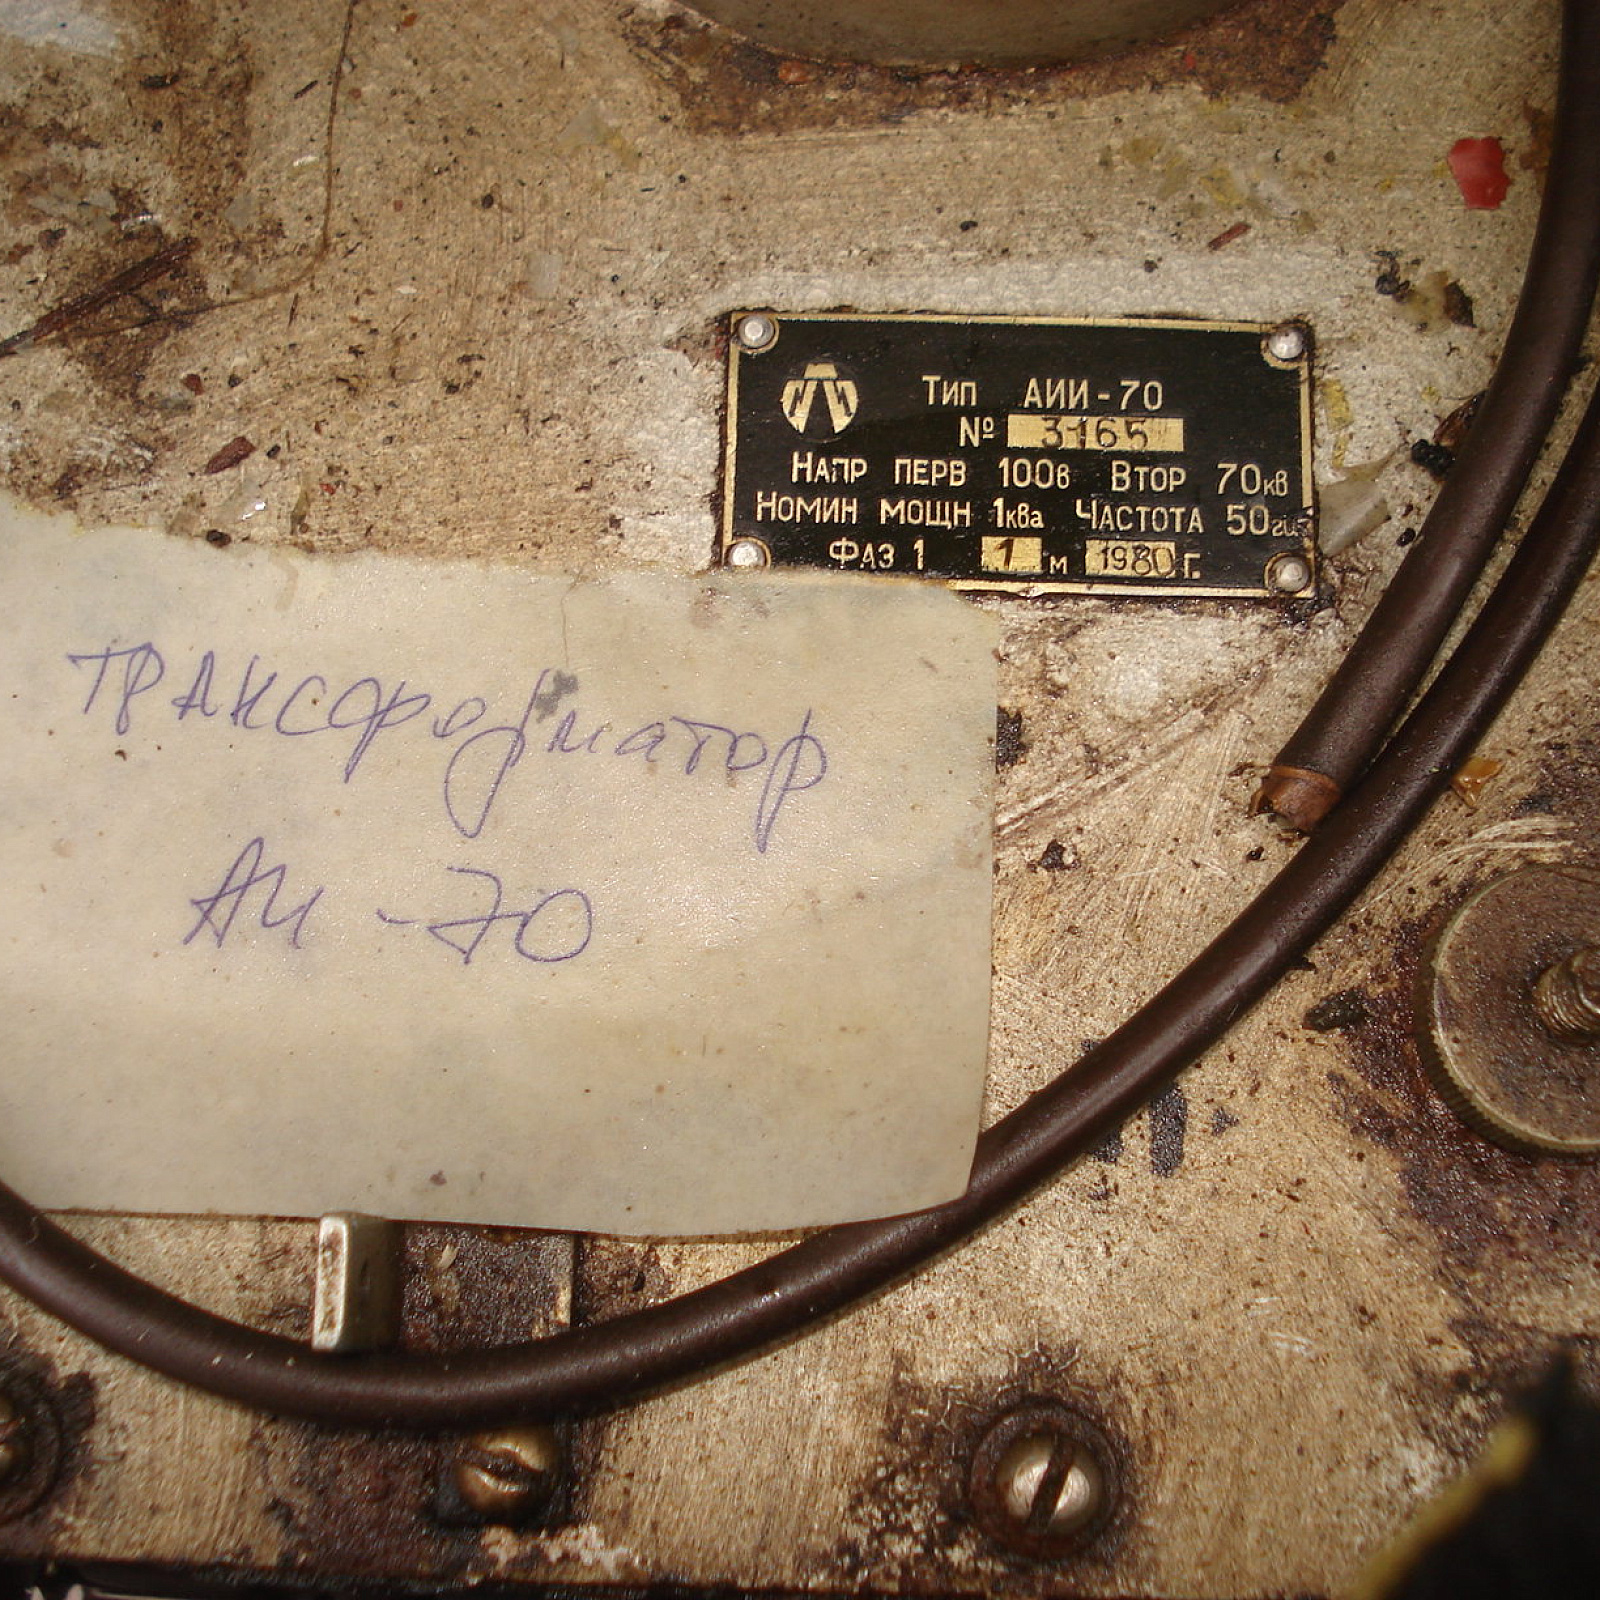 Тип АИИ-70
№ 3165
Напр перв 100в Втор 70кв
Номин мощн 1ква Частота 50гц
Фаз 1 1 м 1980 г.
трансформатор
АИ-70